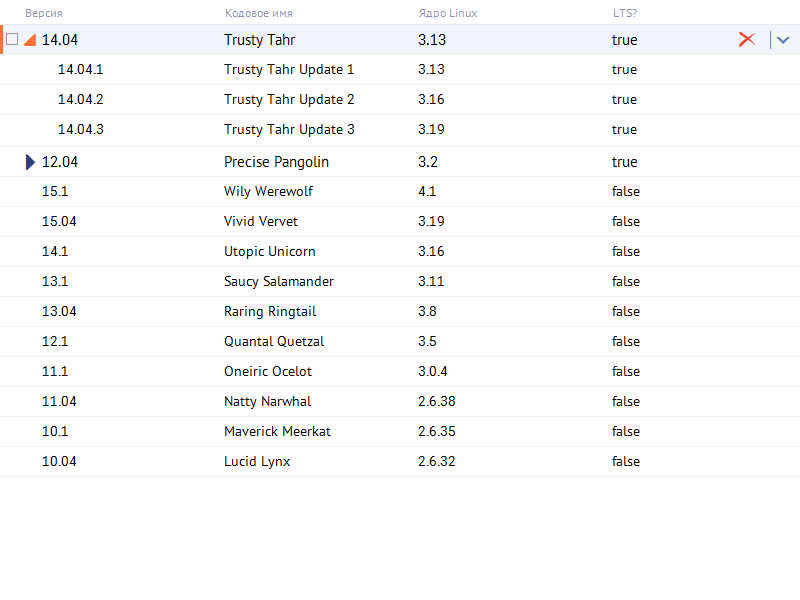 Версия Кодовое имя Ядро Linux LTS?
14.04 Trusty Tahr 3.13 true
14.04.1 Trusty Tahr Update 1 3.13 true
14.04.2 Trusty Tahr Update 2 3.16 true
14.04.3 Trusty Tahr Update 3 3.19 true
12.04 Precise Pangolin 3.2 true
15.1 Wily Werewolf 4.1 false
15.04 Vivid Vervet 3.19 false
14.1 Utopic Unicorn 3.16 false
13.1 Saucy Salamander 3.11 false
13.04 Raring Ringtail 3.8 false
12.1 Quantal Quetzal 3.5 false
11.1 Oneiric Ocelot 3.0.4 false
11.04 Natty Narwhal 2.6.38 false
10.1 Maverick Meerkat 2.6.35 false
10.04 Lucid Lynx 2.6.32 false